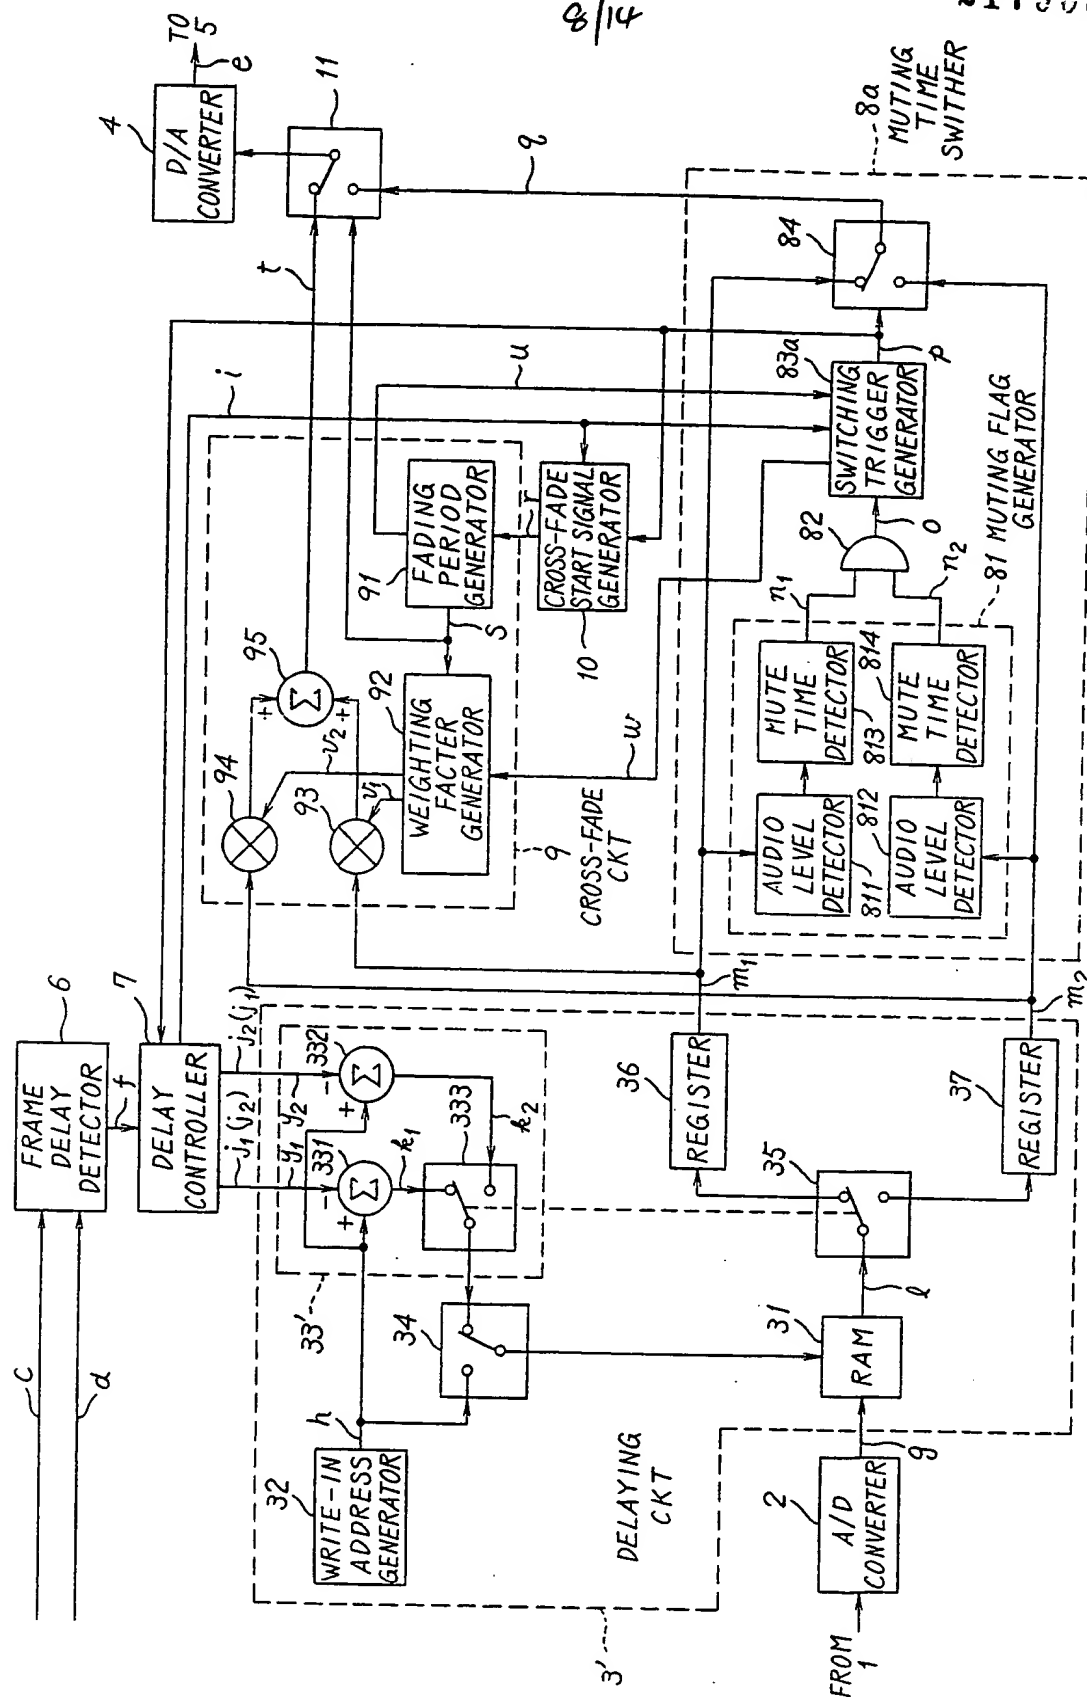 8/14
TO
5
e
4
D/A
CONVERTER
11
t
q
8a
MUTING
TIME
SWITHER
i
u
84
p
83a
SWITCHING
TRIGGER
GENERATOR
FADING
PERIOD
GENERATOR
91
r
CROSS-FADE
START SIGNAL
GENERATOR
10
S
95
Σ
+
+
94
93
v2
v1
92
WEIGHTING
FACTER
GENERATOR
w
9
CROSS-FADE
CKT
82
O
n1
n2
81 MUTING FLAG
GENERATOR
MUTE
TIME
DETECTOR
813
814
MUTE
TIME
DETECTOR
AUDIO
LEVEL
DETECTOR
811
812
AUDIO
LEVEL
DETECTOR
m1
m2
6
FRAME
DELAY
DETECTOR
f
7
DELAY
CONTROLLER
j2(j1)
j1(j2)
y2
y1
332
Σ
-
+
331
Σ
-
+
k1
k2
333
33'
34
36
REGISTER
37
REGISTER
35
l
31
RAM
c
d
h
32
WRITE-IN
ADDRESS
GENERATOR
DELAYING
CKT
3'
g
2
A/D
CONVERTER
FROM
1